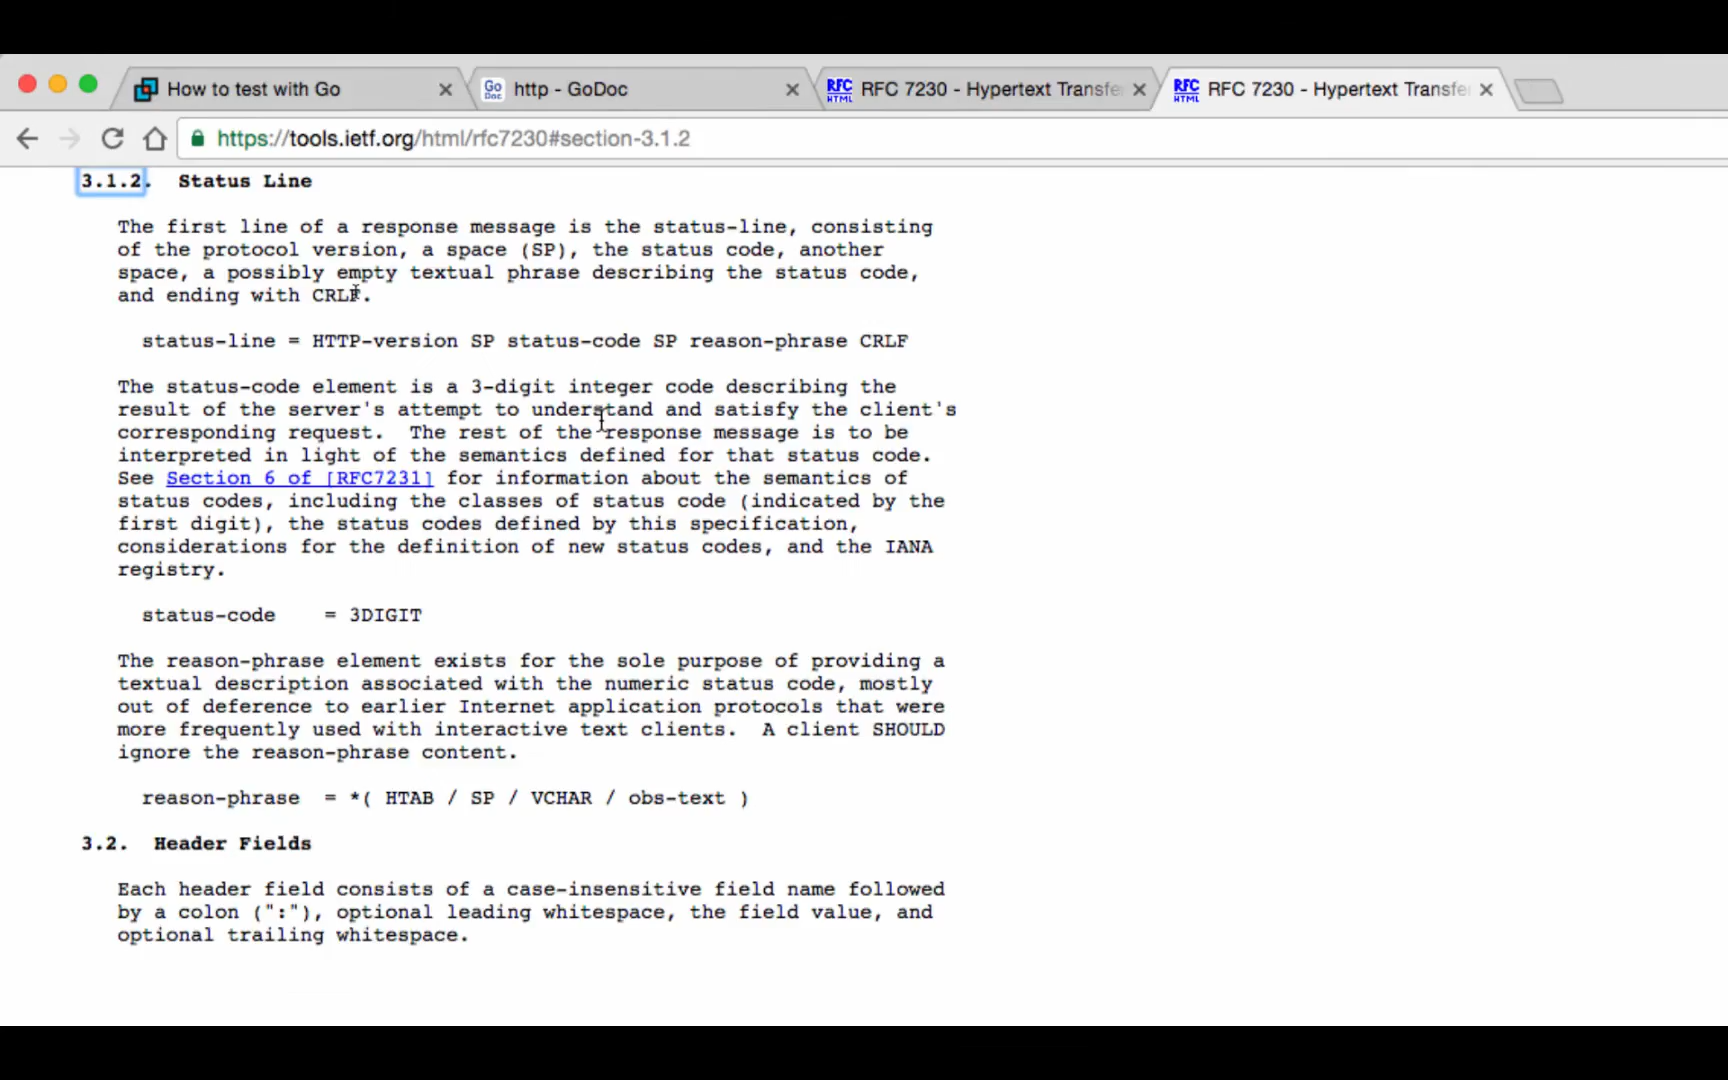 How to test with Go
Go Doc http - GoDoc
RFC HTML RFC 7230 - Hypertext Transfe
RFC HTML RFC 7230 - Hypertext Transfe
https://tools.ietf.org/html/rfc7230#section-3.1.2
3.1.2. Status Line
The first line of a response message is the status-line, consisting
of the protocol version, a space (SP), the status code, another
space, a possibly empty textual phrase describing the status code,
and ending with CRLF.
status-line = HTTP-version SP status-code SP reason-phrase CRLF
The status-code element is a 3-digit integer code describing the
result of the server's attempt to understand and satisfy the client's
corresponding request. The rest of the response message is to be
interpreted in light of the semantics defined for that status code.
See Section 6 of [RFC7231] for information about the semantics of
status codes, including the classes of status code (indicated by the
first digit), the status codes defined by this specification,
considerations for the definition of new status codes, and the IANA
registry.
status-code = 3DIGIT
The reason-phrase element exists for the sole purpose of providing a
textual description associated with the numeric status code, mostly
out of deference to earlier Internet application protocols that were
more frequently used with interactive text clients. A client SHOULD
ignore the reason-phrase content.
reason-phrase = *( HTAB / SP / VCHAR / obs-text )
3.2. Header Fields
Each header field consists of a case-insensitive field name followed
by a colon (":"), optional leading whitespace, the field value, and
optional trailing whitespace.